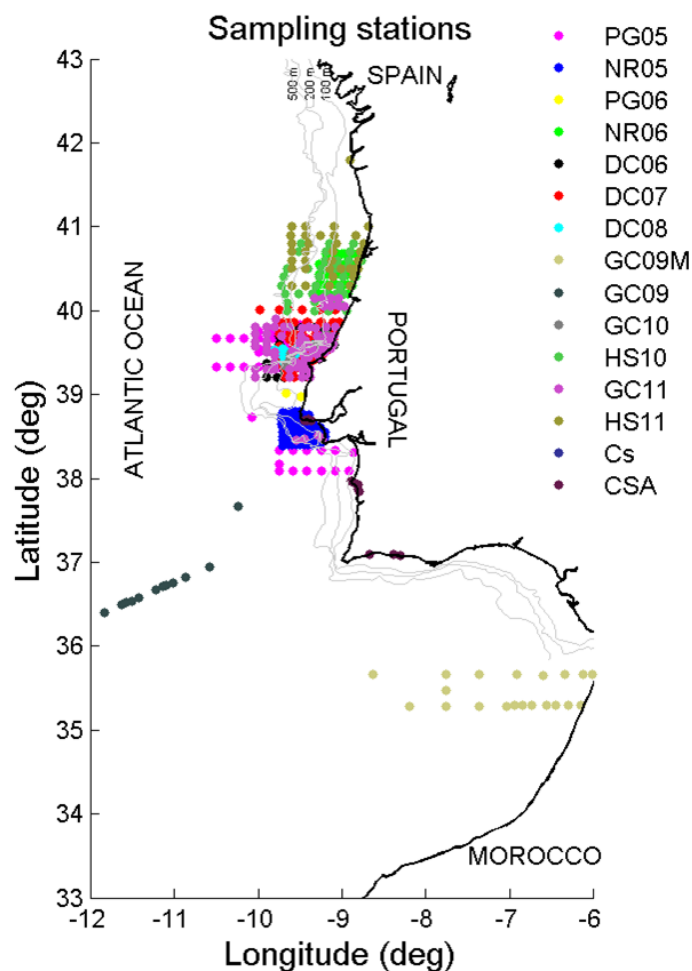 Sampling stations
43
42
41
40
39
38
37
36
35
34
33
Latitude (deg)
-12
-11
-10
-9
-8
-7
-6
Longitude (deg)
500 m
200 m
100 m
SPAIN
ATLANTIC OCEAN
PORTUGAL
MOROCCO
PG05
NR05
PG06
NR06
DC06
DC07
DC08
GC09M
GC09
GC10
HS10
GC11
HS11
Cs
CSA